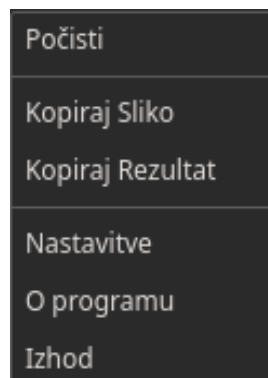 Počisti
Kopiraj Sliko
Kopiraj Rezultat
Nastavitve
O programu
Izhod